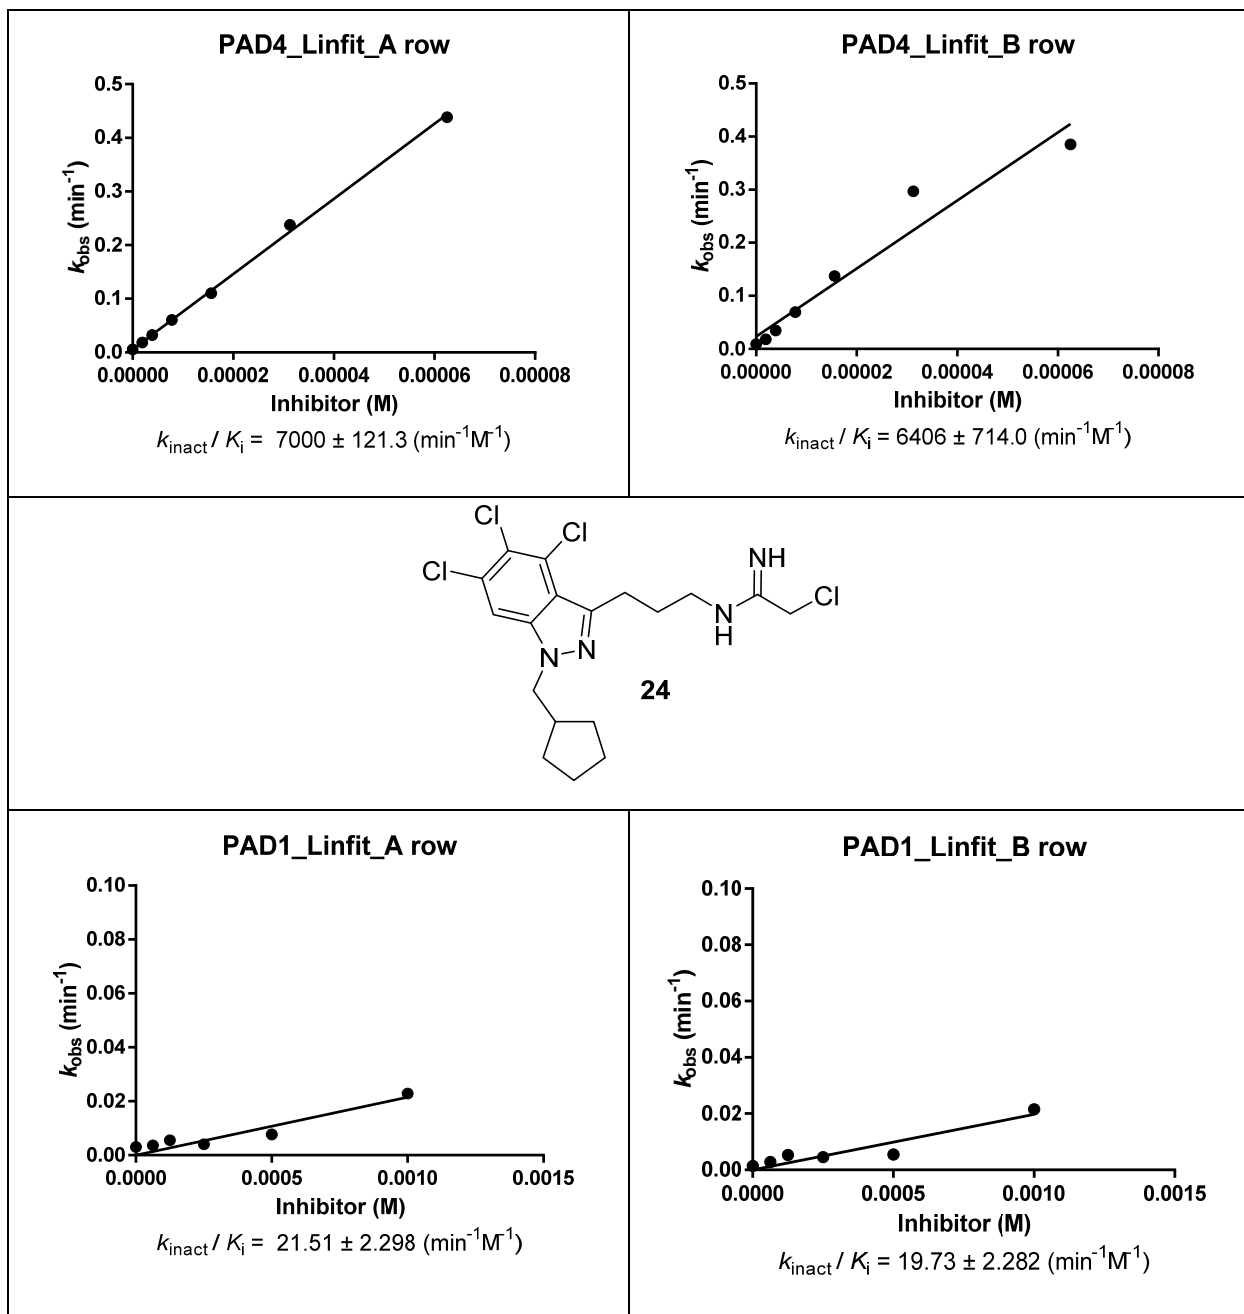 PAD4_Linfit_A row
0.5
0.4
0.3
0.2
0.1
0.0
kobs (min-1)
0.00000 0.00002 0.00004 0.00006 0.00008
Inhibitor (M)
kinact / Ki = 7000 ± 121.3 (min-1M-1)
PAD4_Linfit_B row
0.5
0.4
0.3
0.2
0.1
0.0
kobs (min-1)
0.00000 0.00002 0.00004 0.00006 0.00008
Inhibitor (M)
kinact / Ki = 6406 ± 714.0 (min-1M-1)
Cl
Cl
Cl
NH
Cl
N
H
N
N
24
PAD1_Linfit_A row
0.10
0.08
0.06
0.04
0.02
0.00
kobs (min-1)
0.0000 0.0005 0.0010 0.0015
Inhibitor (M)
kinact / Ki = 21.51 ± 2.298 (min-1M-1)
PAD1_Linfit_B row
0.10
0.08
0.06
0.04
0.02
0.00
kobs (min-1)
0.0000 0.0005 0.0010 0.0015
Inhibitor (M)
kinact / Ki = 19.73 ± 2.282 (min-1M-1)